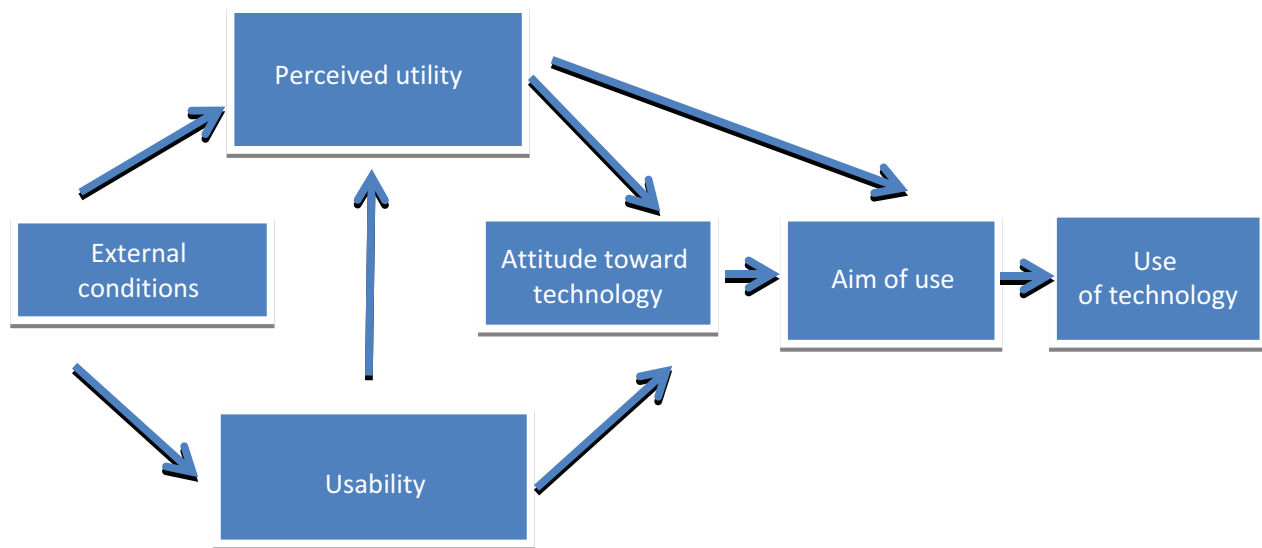 Perceived utility
External
conditions
Attitude toward
technology
Aim of use
Use
of technology
Usability